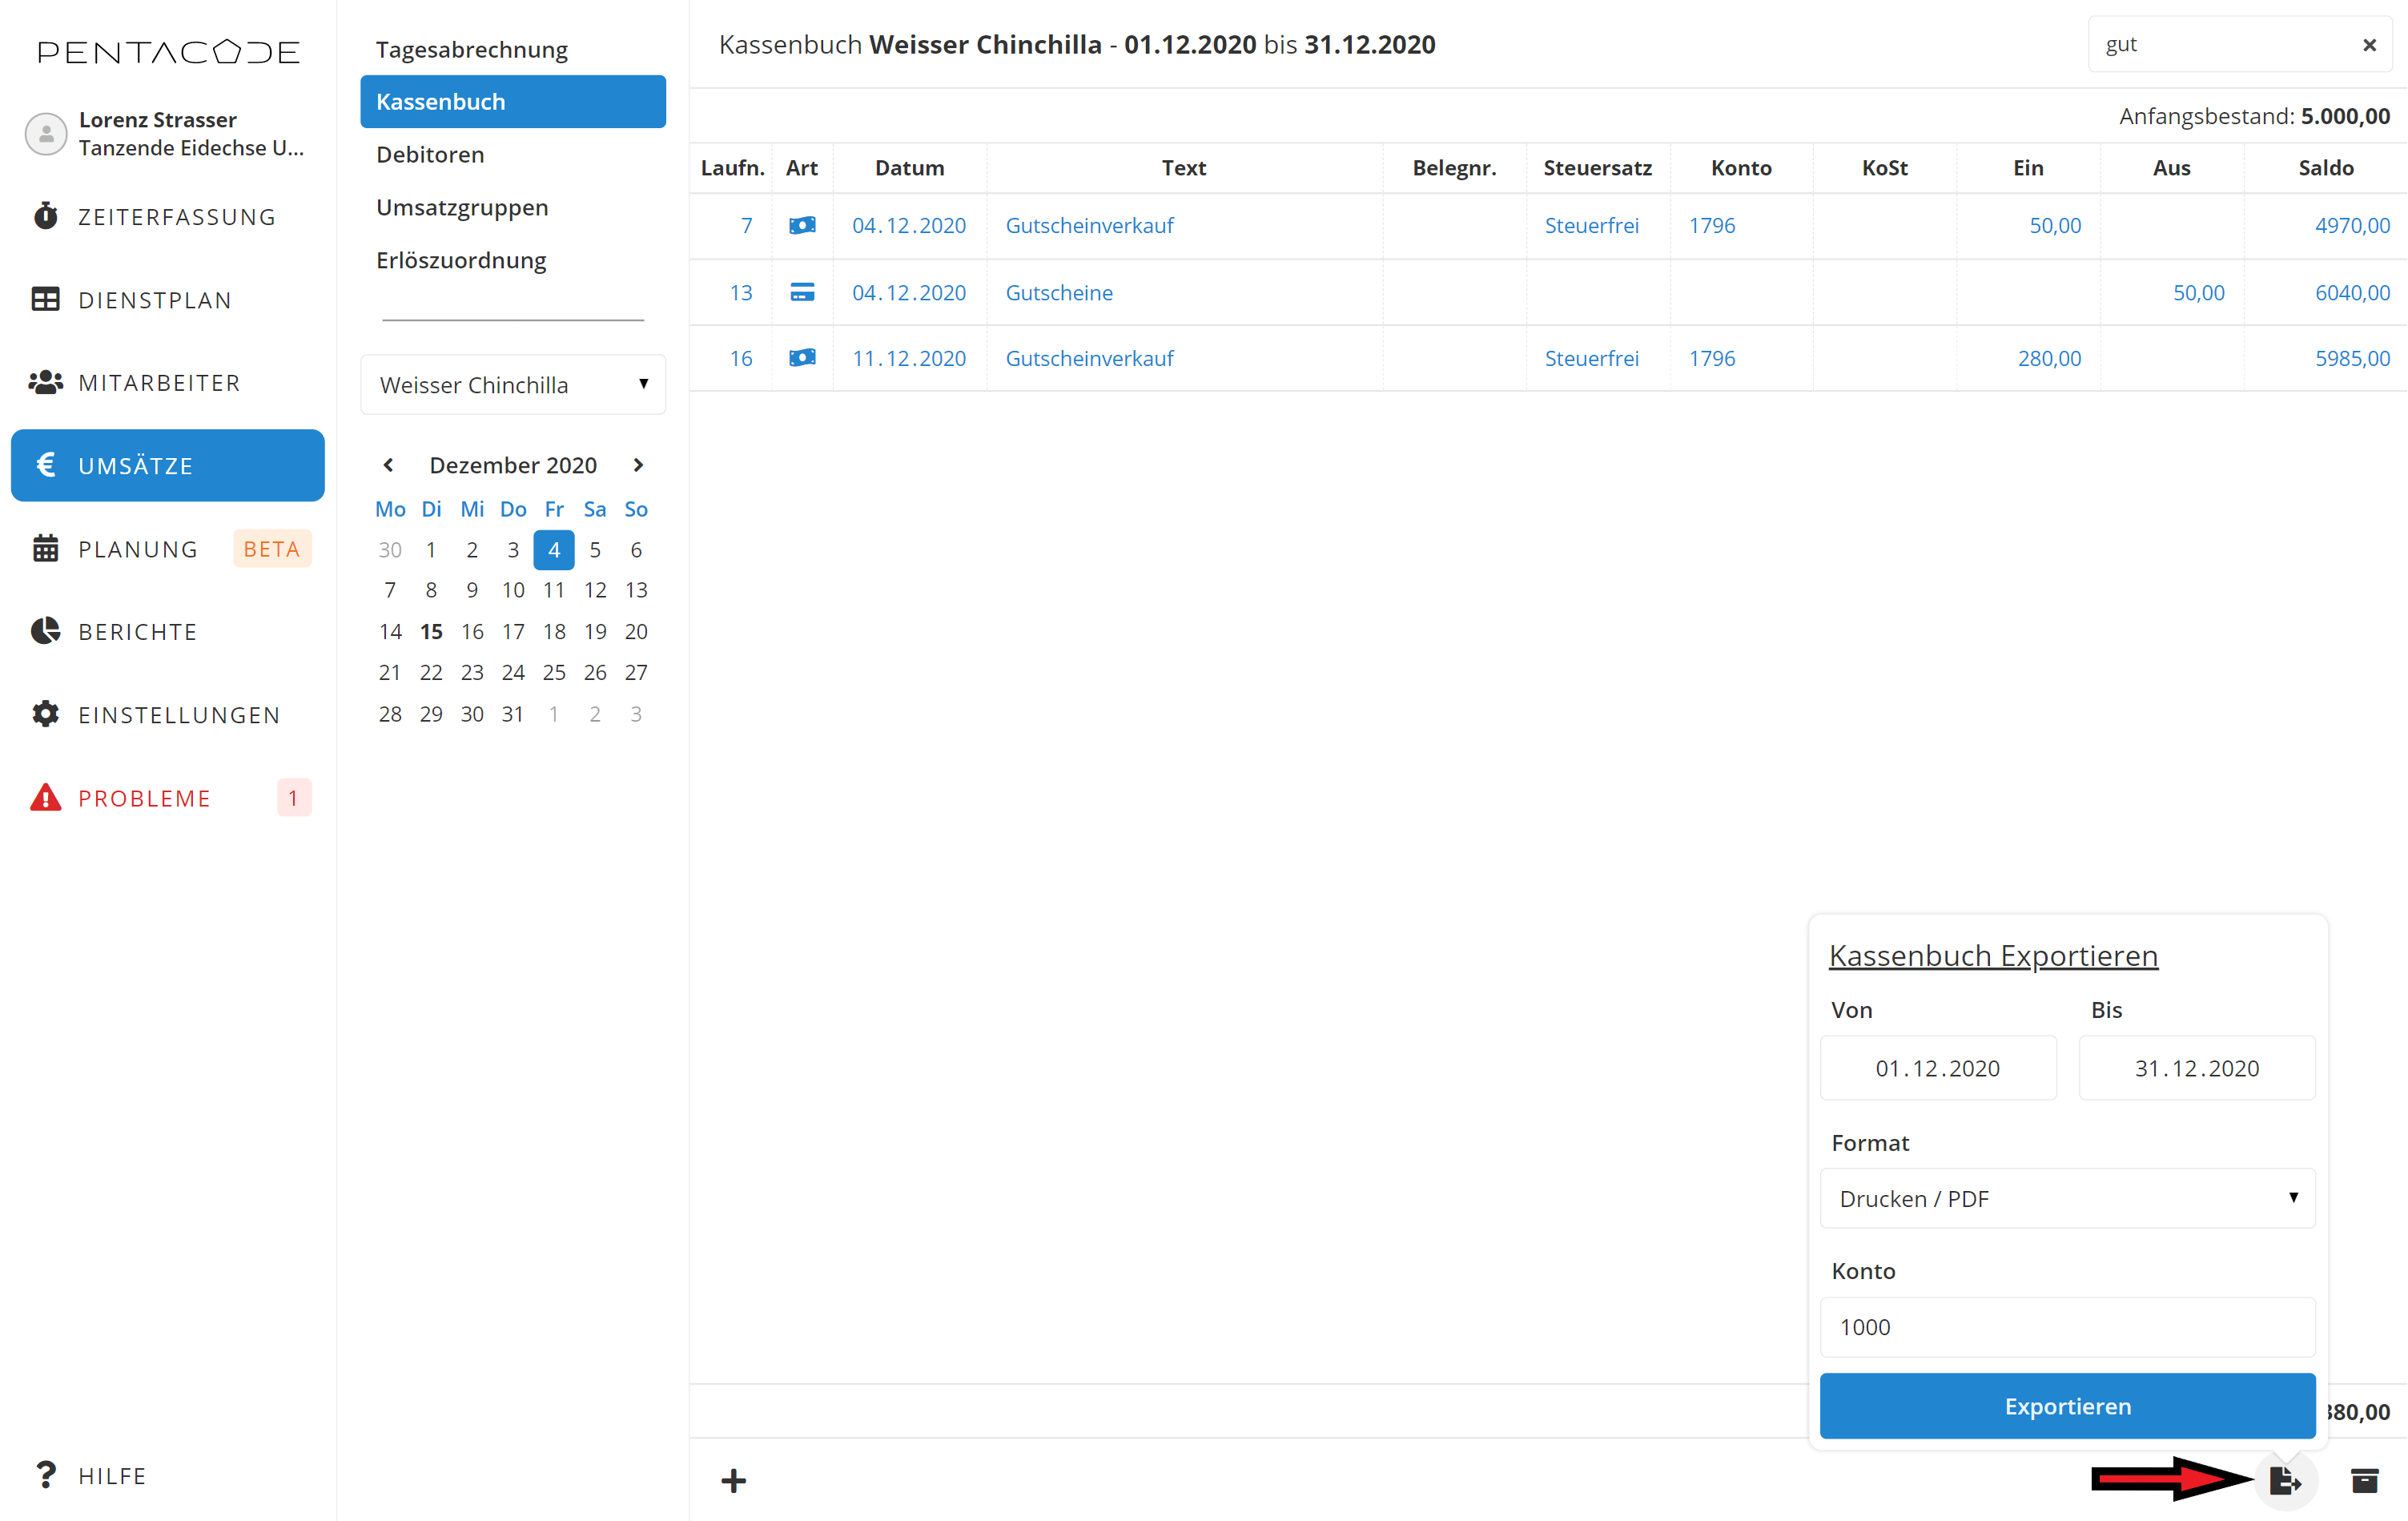 PENTACODE
Lorenz Strasser
Tanzende Eidechse U...
ZEITERFASSUNG
DIENSTPLAN
MITARBEITER
€ UMSÄTZE
PLANUNG BETA
BERICHTE
EINSTELLUNGEN
PROBLEME 1
? HILFE
Tagesabrechnung
Kassenbuch
Debitoren
Umsatzgruppen
Erlöszuordnung
Weisser Chinchilla
Dezember 2020
Mo Di Mi Do Fr Sa So
30 1 2 3 4 5 6
7 8 9 10 11 12 13
14 15 16 17 18 19 20
21 22 23 24 25 26 27
28 29 30 31 1 2 3
Kassenbuch Weisser Chinchilla - 01.12.2020 bis 31.12.2020
gut
Anfangsbestand: 5.000,00
Laufn. Art Datum Text Belegnr. Steuersatz Konto KoSt Ein Aus Saldo
7 04.12.2020 Gutscheinverkauf Steuerfrei 1796 50,00 4970,00
13 04.12.2020 Gutscheine 50,00 6040,00
16 11.12.2020 Gutscheinverkauf Steuerfrei 1796 280,00 5985,00
Kassenbuch Exportieren
Von Bis
01.12.2020 31.12.2020
Format
Drucken / PDF
Konto
1000
Exportieren